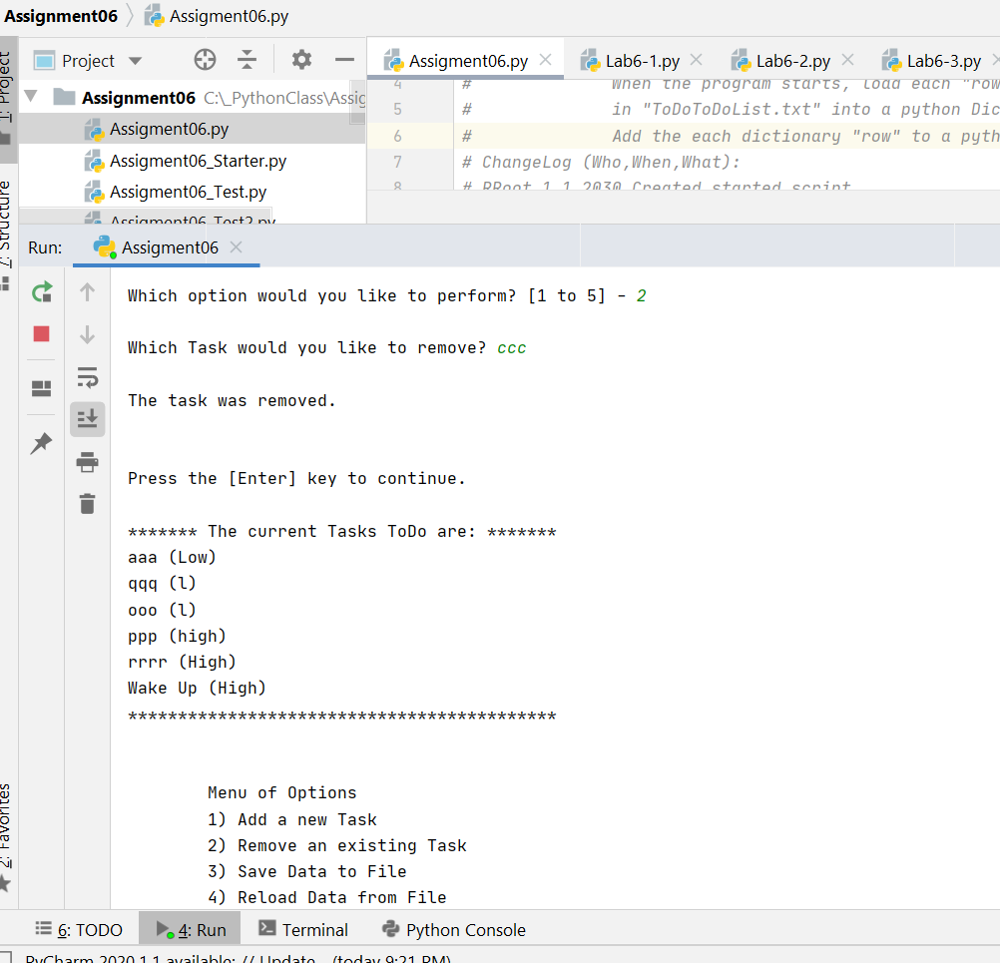 Assignment06 Assigment06.py
1: Project
Project
Assigment06.py Lab6-1.py Lab6-2.py Lab6-3.py
Assignment06 C:\_PythonClass\Assig
Assigment06.py
Assigment06_Starter.py
Assigment06_Test.py
Assigment06_Test2.py
4 # When the program starts, load each "row
5 # in "ToDoToDoList.txt" into a python Dic
6 # Add the each dictionary "row" to a pyth
7 # ChangeLog (Who,When,What):
8 # RRoot,1.1.2030,Created started script
Z: Structure
Run: Assigment06
Which option would you like to perform? [1 to 5] - 2
Which Task would you like to remove? ccc
The task was removed.
Press the [Enter] key to continue.
******* The current Tasks ToDo are: *******
aaa (Low)
qqq (l)
ooo (l)
ppp (high)
rrrr (High)
Wake Up (High)
*******************************************
Menu of Options
1) Add a new Task
2) Remove an existing Task
3) Save Data to File
4) Reload Data from File
2: Favorites
6: TODO 4: Run Terminal Python Console
PyCharm 2020.1.1 available: // Update... (today 9:21 PM)